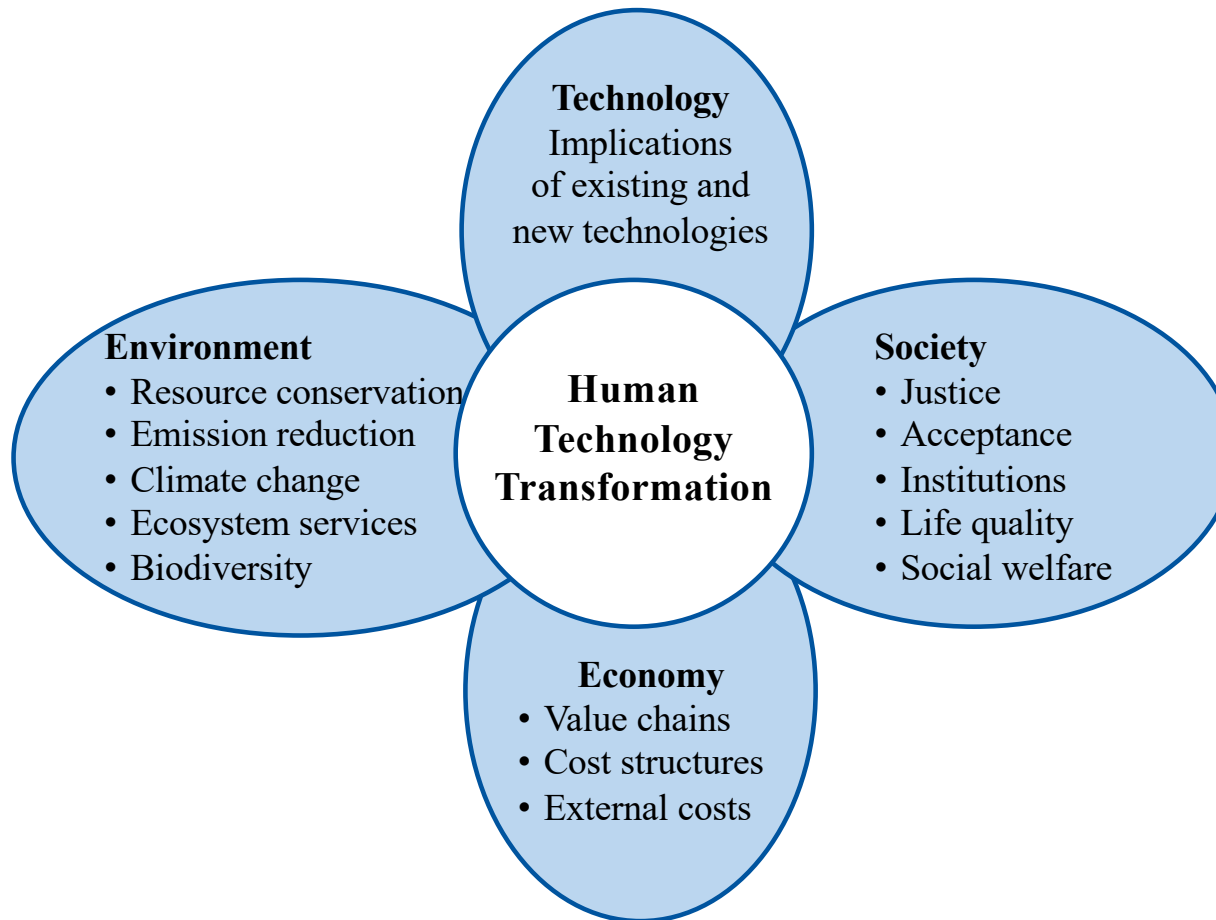 Technology
Implications
of existing and
new technologies
Environment
• Resource conservation
• Emission reduction
• Climate change
• Ecosystem services
• Biodiversity
Human
Technology
Transformation
Society
• Justice
• Acceptance
• Institutions
• Life quality
• Social welfare
Economy
• Value chains
• Cost structures
• External costs